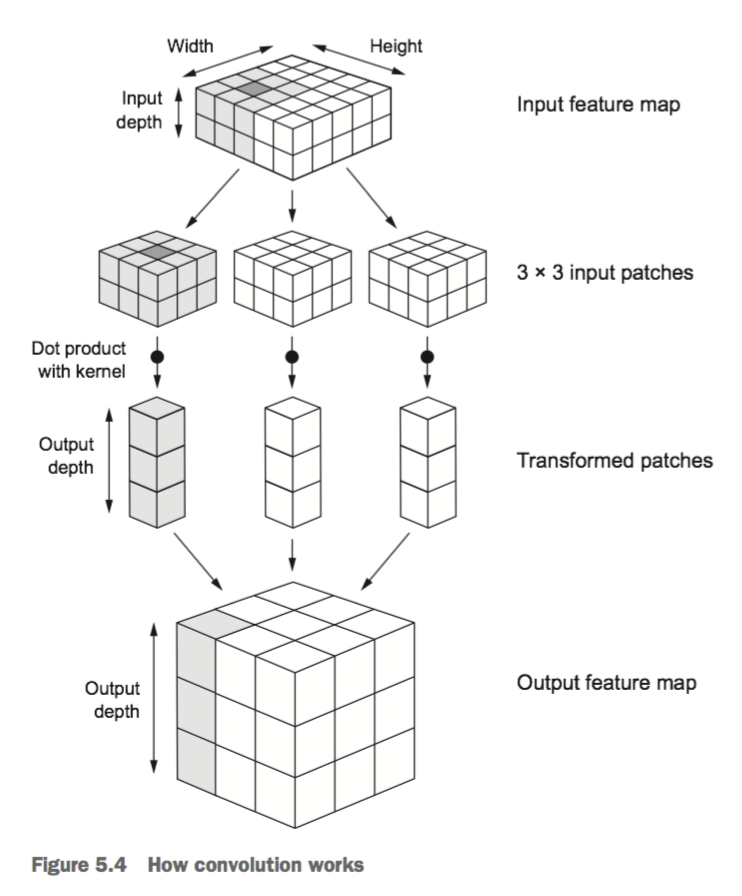 Width
Height
Input
depth
Input feature map
3 × 3 input patches
Dot product
with kernel
Output
depth
Transformed patches
Output
depth
Output feature map
Figure 5.4 How convolution works